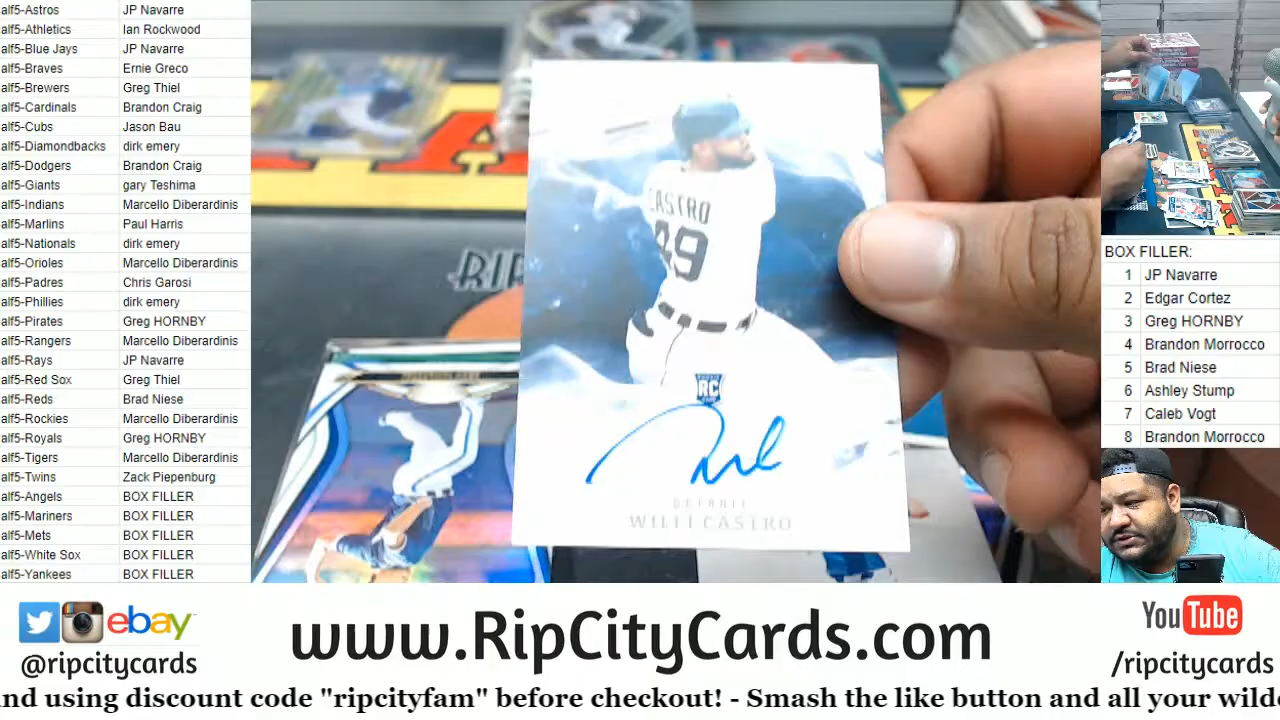 alf5-Astros JP Navarre
alf5-Athletics Ian Rockwood
alf5-Blue Jays JP Navarre
alf5-Braves Ernie Greco
alf5-Brewers Greg Thiel
alf5-Cardinals Brandon Craig
alf5-Cubs Jason Bau
alf5-Diamondbacks dirk emery
alf5-Dodgers Brandon Craig
alf5-Giants gary Teshima
alf5-Indians Marcello Diberardinis
alf5-Marlins Paul Harris
alf5-Nationals dirk emery
alf5-Orioles Marcello Diberardinis
alf5-Padres Chris Garosi
alf5-Phillies dirk emery
alf5-Pirates Greg HORNBY
alf5-Rangers Marcello Diberardinis
alf5-Rays JP Navarre
alf5-Red Sox Greg Thiel
alf5-Reds Brad Niese
alf5-Rockies Marcello Diberardinis
alf5-Royals Greg HORNBY
alf5-Tigers Marcello Diberardinis
alf5-Twins Zack Piepenburg
alf5-Angels BOX FILLER
alf5-Mariners BOX FILLER
alf5-Mets BOX FILLER
alf5-White Sox BOX FILLER
alf5-Yankees BOX FILLER
CASTRO
49
RC
DETROIT
WILLI CASTRO
RIP
BOX FILLER:
1 JP Navarre
2 Edgar Cortez
3 Greg HORNBY
4 Brandon Morrocco
5 Brad Niese
6 Ashley Stump
7 Caleb Vogt
8 Brandon Morrocco
ebay
@ripcitycards
www.RipCityCards.com
YouTube
/ripcitycards
and using discount code "ripcityfam" before checkout! - Smash the like button and all your wilde